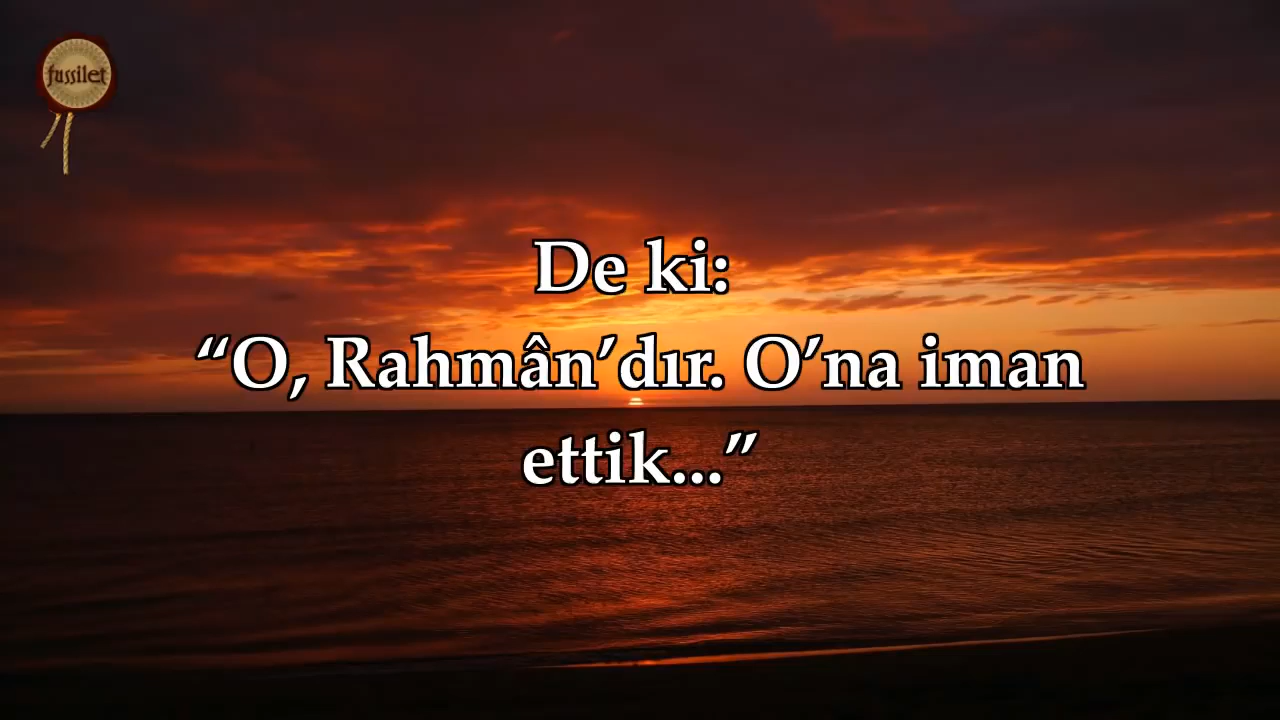 fussilet
De ki:
“O, Rahmân’dır. O’na iman
ettik...”